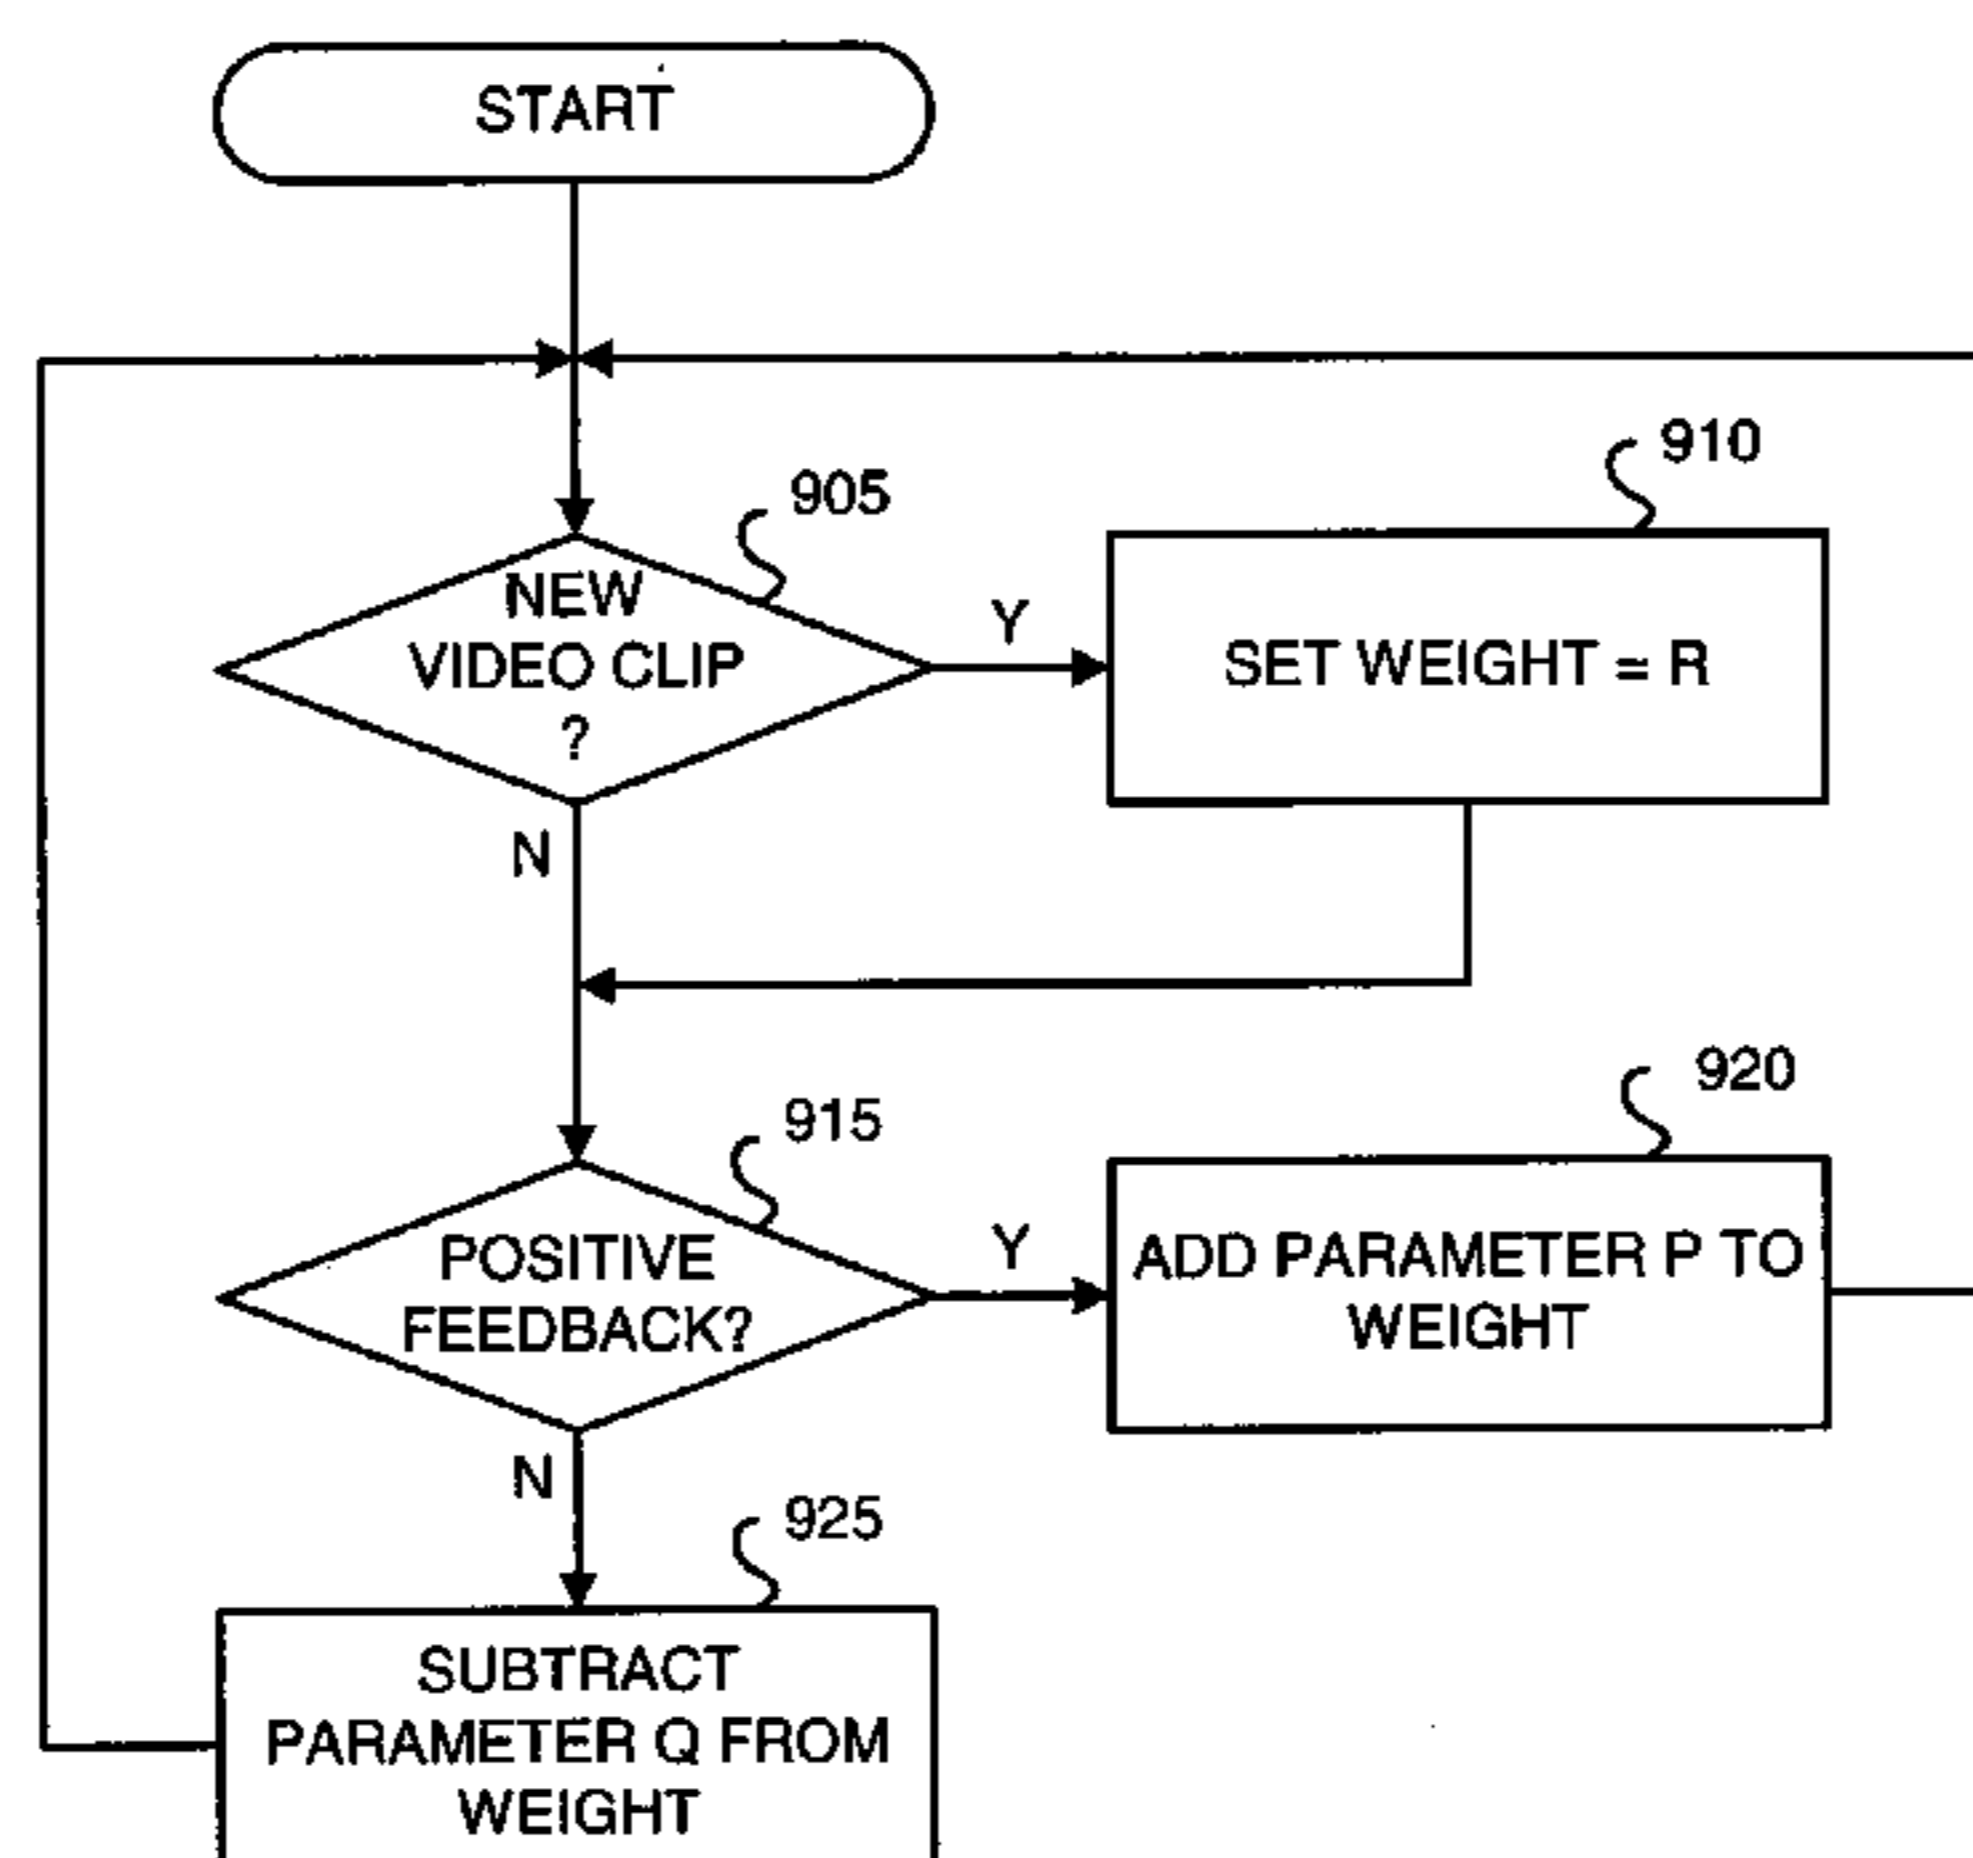 START
905
NEW
VIDEO CLIP
?
Y
910
SET WEIGHT = R
N
915
POSITIVE
FEEDBACK?
Y
920
ADD PARAMETER P TO
WEIGHT
N
925
SUBTRACT
PARAMETER Q FROM
WEIGHT